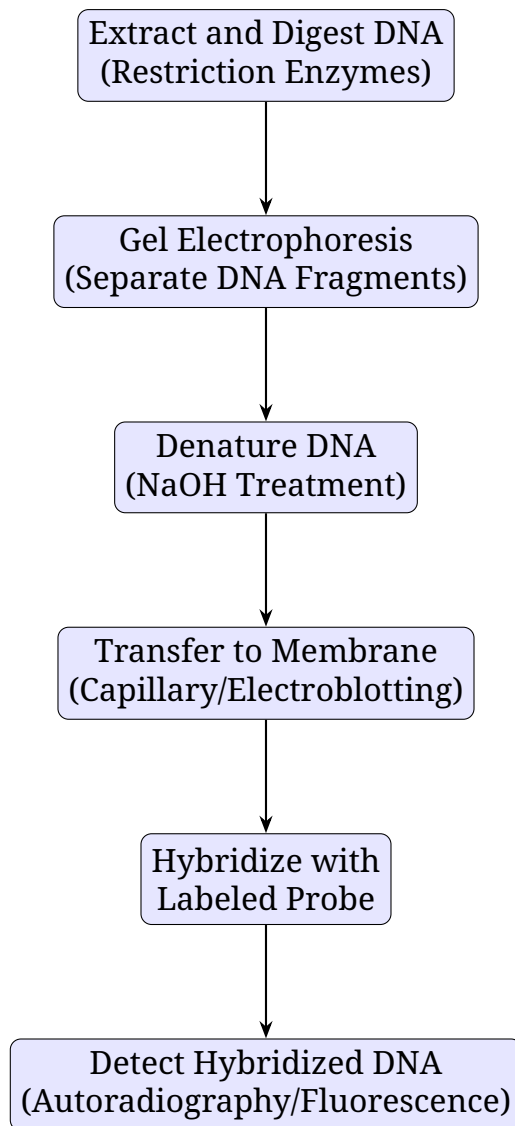 Extract and Digest DNA
(Restriction Enzymes)
Gel Electrophoresis
(Separate DNA Fragments)
Denature DNA
(NaOH Treatment)
Transfer to Membrane
(Capillary/Electroblotting)
Hybridize with
Labeled Probe
Detect Hybridized DNA
(Autoradiography/Fluorescence)